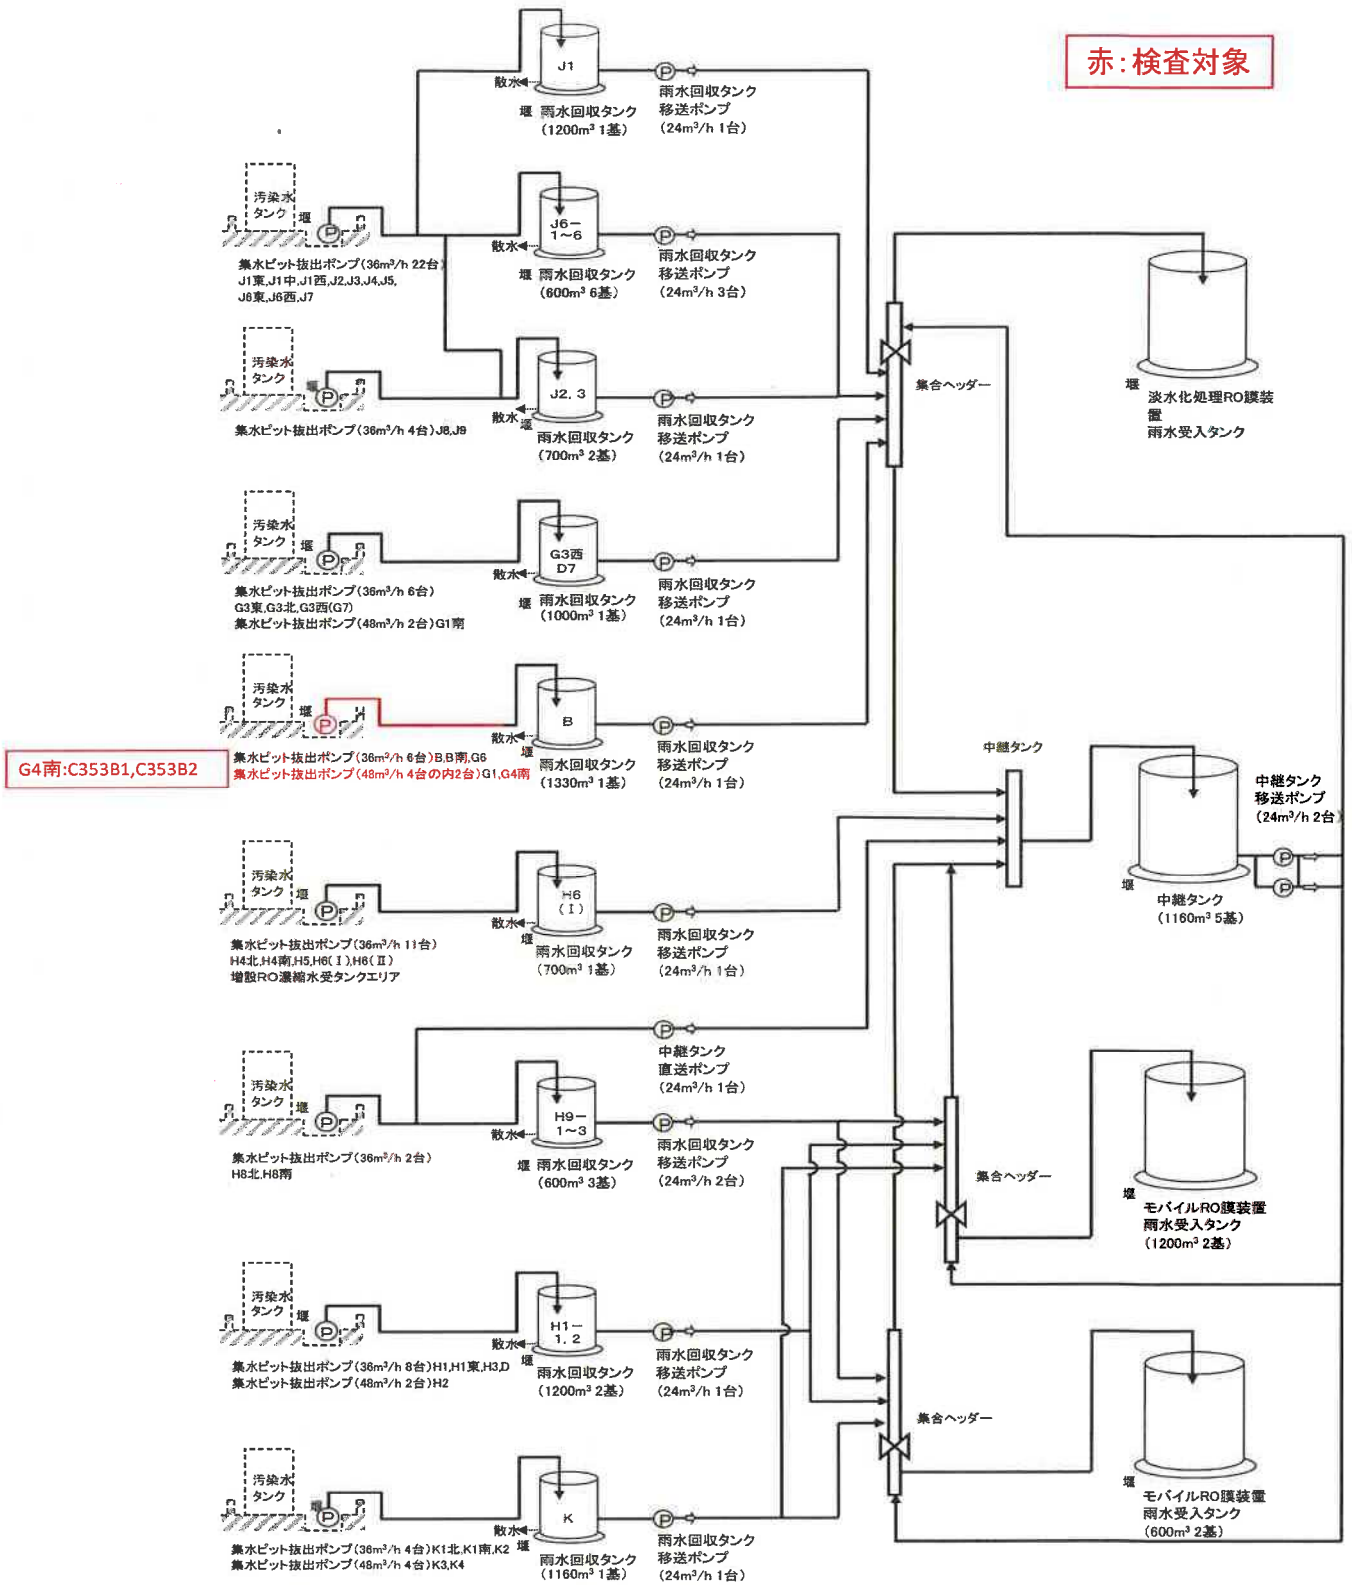 赤：検査対象
J1
散水
堰
雨水回収タンク
(1200m³ 1基)
P
雨水回収タンク
移送ポンプ
(24m³/h 1台)
汚染水
タンク
堰
P
集水ピット抜出ポンプ(36m³/h 22台)
J1東,J1中,J1西,J2,J3,J4,J5,
J6東,J6西,J7
J6－
1～6
散水
堰
雨水回収タンク
(600m³ 6基)
P
雨水回収タンク
移送ポンプ
(24m³/h 3台)
集合ヘッダー
堰
淡水化処理RO膜装
置
雨水受入タンク
汚染水
タンク
堰
P
集水ピット抜出ポンプ(36m³/h 4台)J8,J9
J2, 3
散水
堰
雨水回収タンク
(700m³ 2基)
P
雨水回収タンク
移送ポンプ
(24m³/h 1台)
汚染水
タンク
堰
P
集水ピット抜出ポンプ(36m³/h 6台)
G3東,G3北,G3西(G7)
集水ピット抜出ポンプ(48m³/h 2台)G1南
G3西
D7
散水
堰
雨水回収タンク
(1000m³ 1基)
P
雨水回収タンク
移送ポンプ
(24m³/h 1台)
汚染水
タンク
堰
P
G4南:C353B1,C353B2
集水ピット抜出ポンプ(36m³/h 6台)B,B南,G6
集水ピット抜出ポンプ(48m³/h 4台の内2台)G1,G4南
B
散水
堰
雨水回収タンク
(1330m³ 1基)
P
雨水回収タンク
移送ポンプ
(24m³/h 1台)
中継タンク
中継タンク
移送ポンプ
(24m³/h 2台)
P
P
堰
中継タンク
(1160m³ 5基)
汚染水
タンク
堰
P
集水ピット抜出ポンプ(36m³/h 11台)
H4北,H4南,H5,H6(Ⅰ),H6(Ⅱ)
増設RO濃縮水受タンクエリア
H6
(Ⅰ)
散水
堰
雨水回収タンク
(700m³ 1基)
P
雨水回収タンク
移送ポンプ
(24m³/h 1台)
P
中継タンク
直送ポンプ
(24m³/h 1台)
汚染水
タンク
堰
P
集水ピット抜出ポンプ(36m³/h 2台)
H8北,H8南
H9－
1～3
散水
堰
雨水回収タンク
(600m³ 3基)
P
雨水回収タンク
移送ポンプ
(24m³/h 2台)
集合ヘッダー
堰
モバイルRO膜装置
雨水受入タンク
(1200m³ 2基)
汚染水
タンク
堰
P
集水ピット抜出ポンプ(36m³/h 8台)H1,H1東,H3,D
集水ピット抜出ポンプ(48m³/h 2台)H2
H1－
1, 2
散水
堰
雨水回収タンク
(1200m³ 2基)
P
雨水回収タンク
移送ポンプ
(24m³/h 1台)
集合ヘッダー
堰
モバイルRO膜装置
雨水受入タンク
(600m³ 2基)
汚染水
タンク
堰
P
集水ピット抜出ポンプ(36m³/h 4台)K1北,K1南,K2
集水ピット抜出ポンプ(48m³/h 4台)K3,K4
K
散水
堰
雨水回収タンク
(1160m³ 1基)
P
雨水回収タンク
移送ポンプ
(24m³/h 1台)